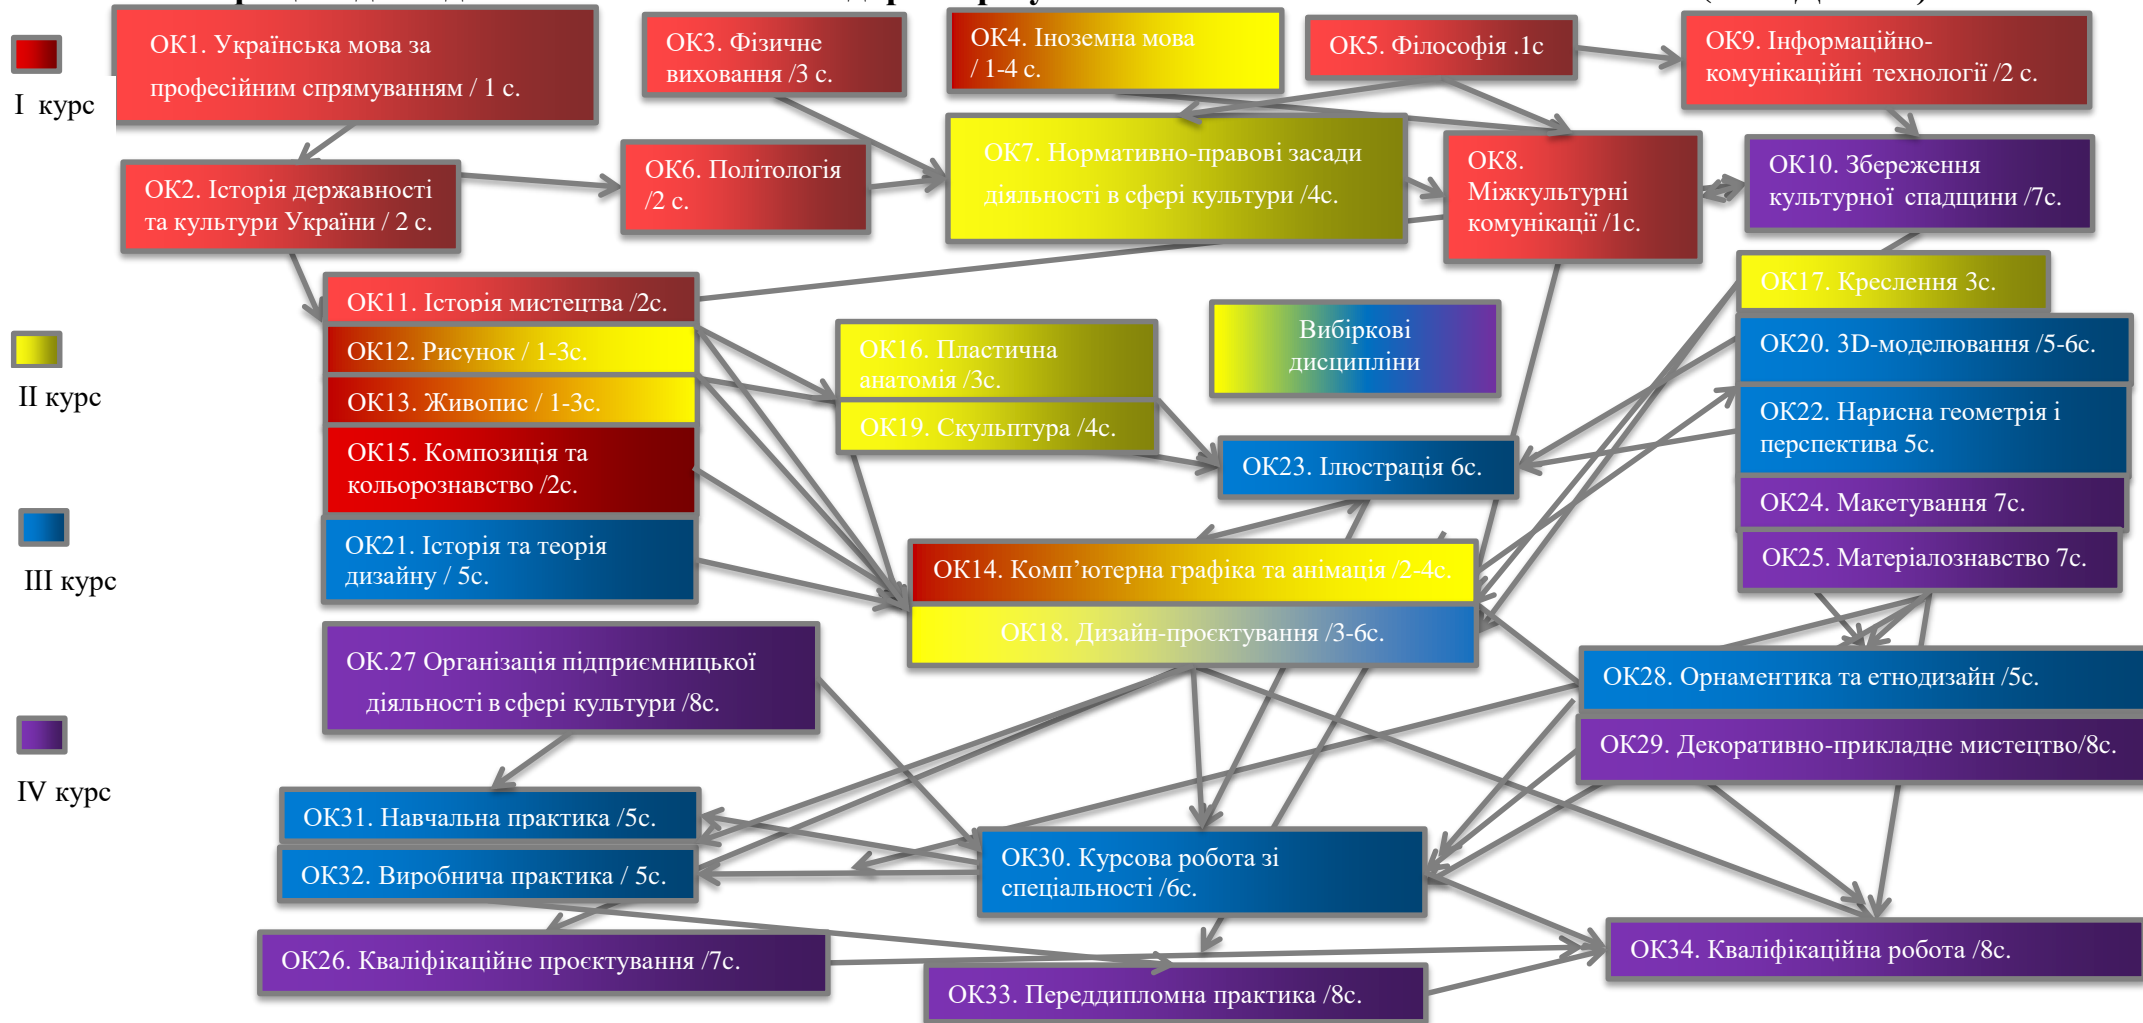 I курс
II курс
III курс
IV курс
ОК1. Українська мова за
професійним спрямуванням / 1 с.
ОК3. Фізичне
виховання /3 с.
ОК4. Іноземна мова
/ 1-4 с.
ОК5. Філософія .1с
ОК9. Інформаційно-
комунікаційні технології /2 с.
ОК2. Історія державності
та культури України / 2 с.
ОК6. Політологія
/2 с.
ОК7. Нормативно-правові засади
діяльності в сфері культури /4с.
ОК8.
Міжкультурні
комунікації /1с.
ОК10. Збереження
культурної спадщини /7с.
ОК11. Історія мистецтва /2с.
ОК12. Рисунок / 1-3с.
ОК13. Живопис / 1-3с.
ОК15. Композиція та
кольорознавство /2с.
ОК21. Історія та теорія
дизайну / 5с.
ОК16. Пластична
анатомія /3с.
ОК19. Скульптура /4с.
Вибіркові
дисципліни
ОК23. Ілюстрація 6с.
ОК17. Креслення 3с.
ОК20. 3D-моделювання /5-6с.
ОК22. Нарисна геометрія і
перспектива 5с.
ОК24. Макетування 7с.
ОК25. Матеріалознавство 7с.
ОК14. Комп’ютерна графіка та анімація /2-4с.
ОК18. Дизайн-проєктування /3-6с.
ОК.27 Організація підприємницької
діяльності в сфері культури /8с.
ОК28. Орнаментика та етнодизайн /5с.
ОК29. Декоративно-прикладне мистецтво/8с.
ОК31. Навчальна практика /5с.
ОК32. Виробнича практика / 5с.
ОК30. Курсова робота зі
спеціальності /6с.
ОК26. Кваліфікаційне проєктування /7с.
ОК33. Переддипломна практика /8с.
ОК34. Кваліфікаційна робота /8с.